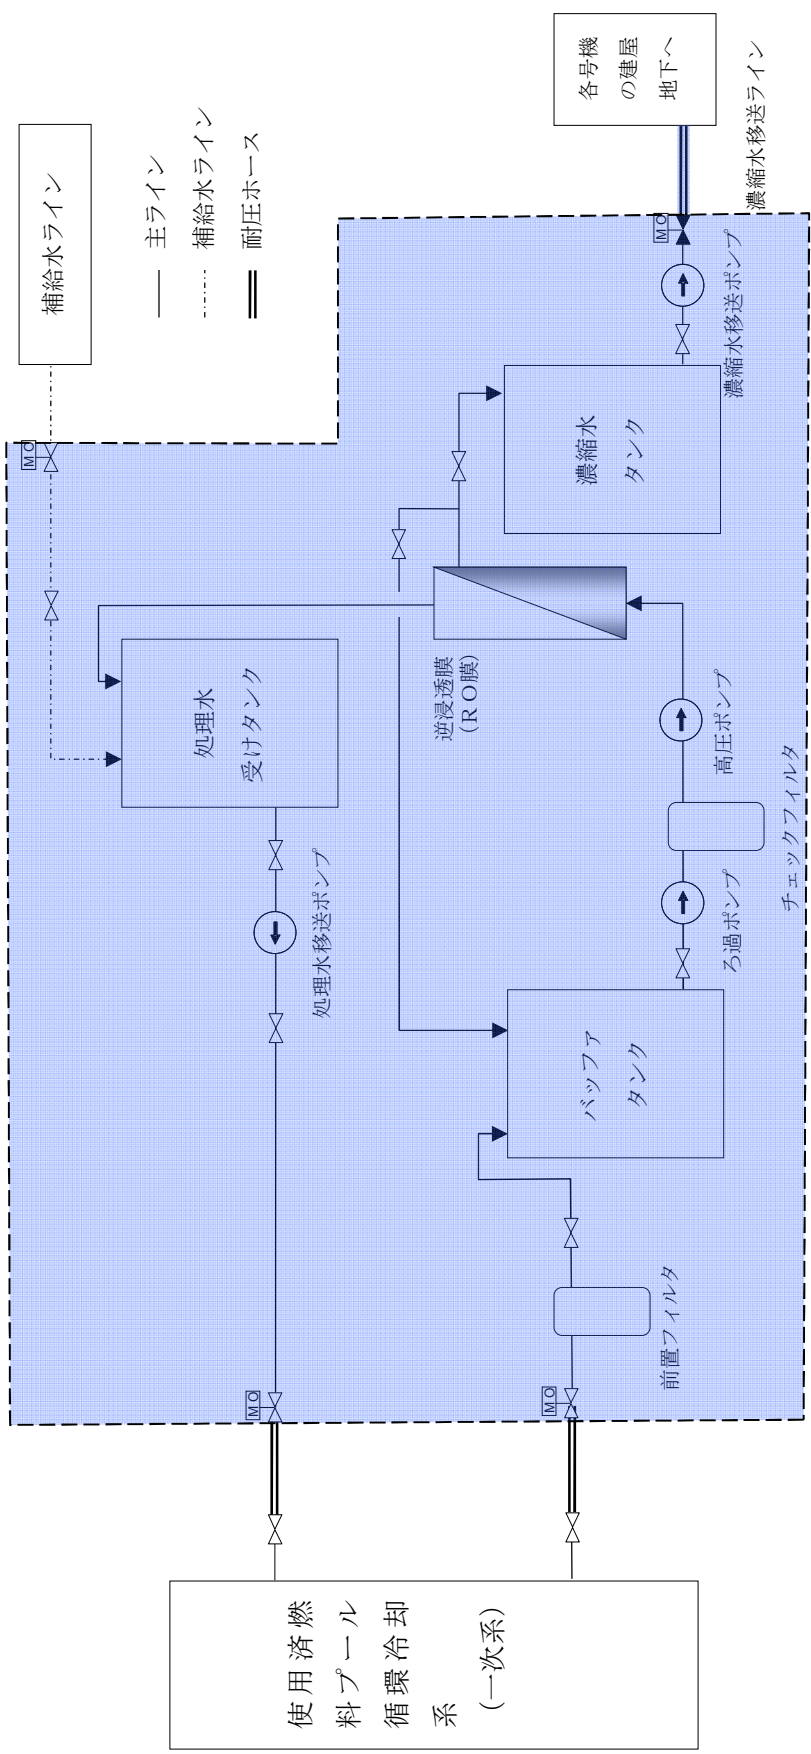 補給水ライン
主ライン
補給水ライン
耐圧ホース
各号機
の建屋
地下へ
濃縮水移送ライン
MO
MO
濃縮水移送ポンプ
濃縮水
タンク
処理水
受けタンク
逆浸透膜
(RO膜)
高圧ポンプ
チェックフィルタ
ろ過ポンプ
処理水移送ポンプ
バッファ
タンク
前置フィルタ
MO
MO
使用済燃
料プール
循環冷却
系
(一次系)